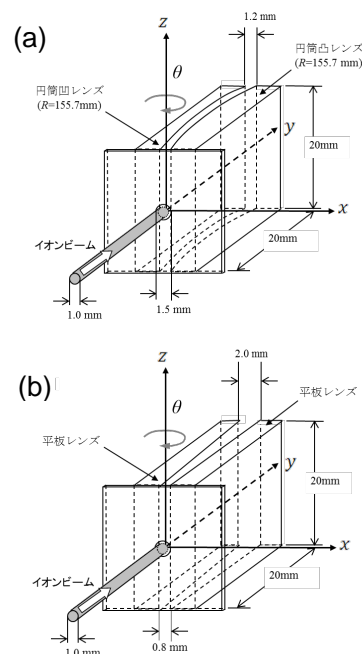 (a)
z
1.2 mm
θ
円筒凹レンズ
(R=155.7mm)
円筒凸レンズ
(R=155.7 mm)
y
20mm
x
20mm
イオンビーム
1.0 mm
1.5mm
(b)
z
2.0 mm
θ
平板レンズ
平板レンズ
y
20mm
x
20mm
イオンビーム
1.0 mm
0.8 mm